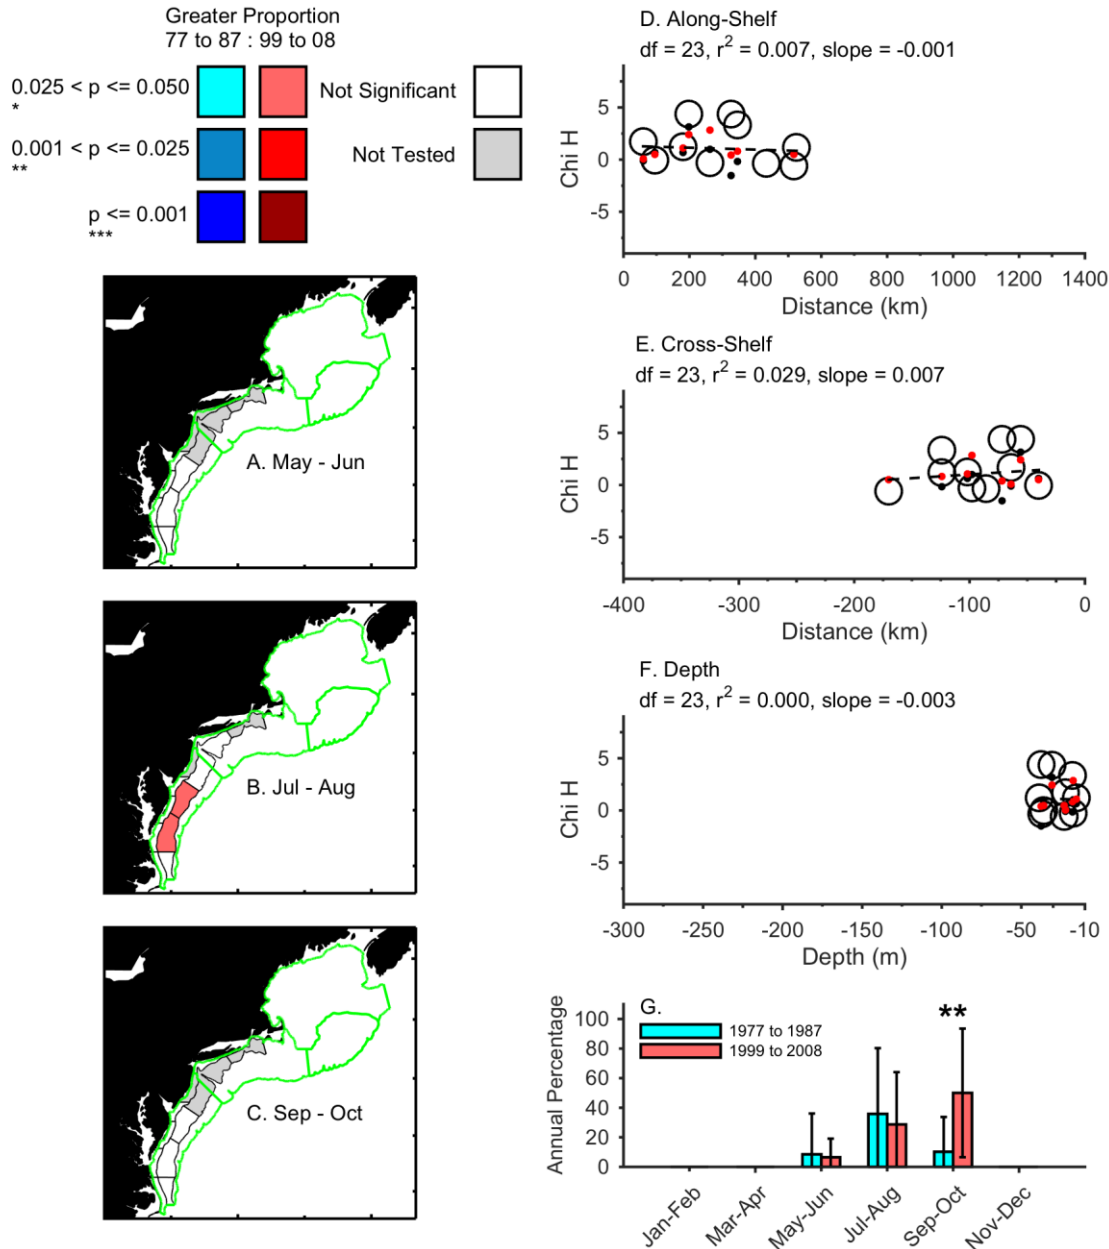 Greater Proportion
77 to 87 : 99 to 08
0.025 < p <= 0.050
*
Not Significant
0.001 < p <= 0.025
**
Not Tested
p <= 0.001
***
A. May - Jun
B. Jul - Aug
C. Sep - Oct
D. Along-Shelf
df = 23, r² = 0.007, slope = -0.001
5
0
-5
Chi H
0 200 400 600 800 1000 1200 1400
Distance (km)
E. Cross-Shelf
df = 23, r² = 0.029, slope = 0.007
5
0
-5
Chi H
-400 -300 -200 -100 0
Distance (km)
F. Depth
df = 23, r² = 0.000, slope = -0.003
5
0
-5
Chi H
-300 -250 -200 -150 -100 -50 -10
Depth (m)
G.
1977 to 1987
1999 to 2008
**
100
80
60
40
20
0
Annual Percentage
Jan-Feb
Mar-Apr
May-Jun
Jul-Aug
Sep-Oct
Nov-Dec